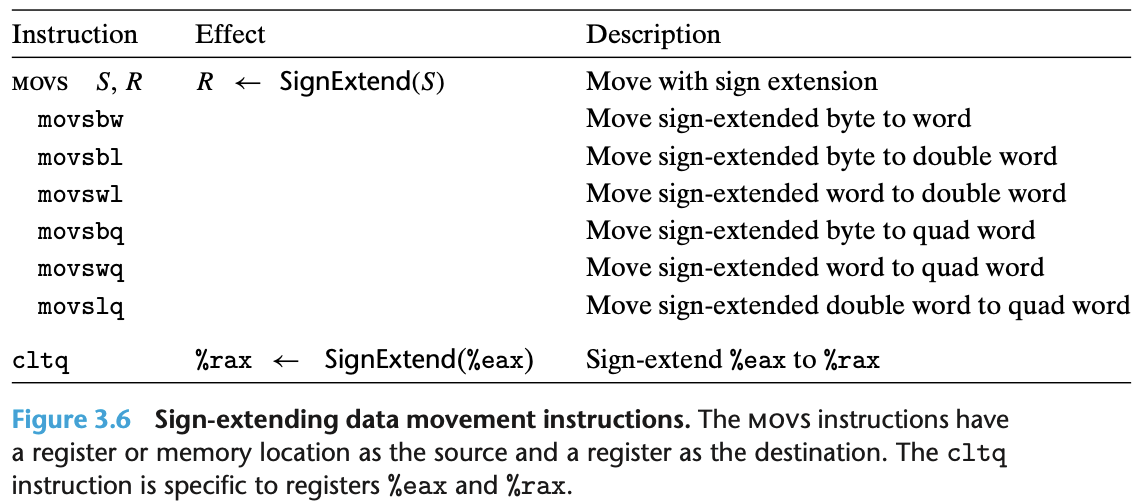 Instruction Effect Description
MOVS S, R R ← SignExtend(S) Move with sign extension
movsbw Move sign-extended byte to word
movsbl Move sign-extended byte to double word
movswl Move sign-extended word to double word
movsbq Move sign-extended byte to quad word
movswq Move sign-extended word to quad word
movslq Move sign-extended double word to quad word
cltq %rax ← SignExtend(%eax) Sign-extend %eax to %rax
Figure 3.6 Sign-extending data movement instructions. The MOVS instructions have
a register or memory location as the source and a register as the destination. The cltq
instruction is specific to registers %eax and %rax.